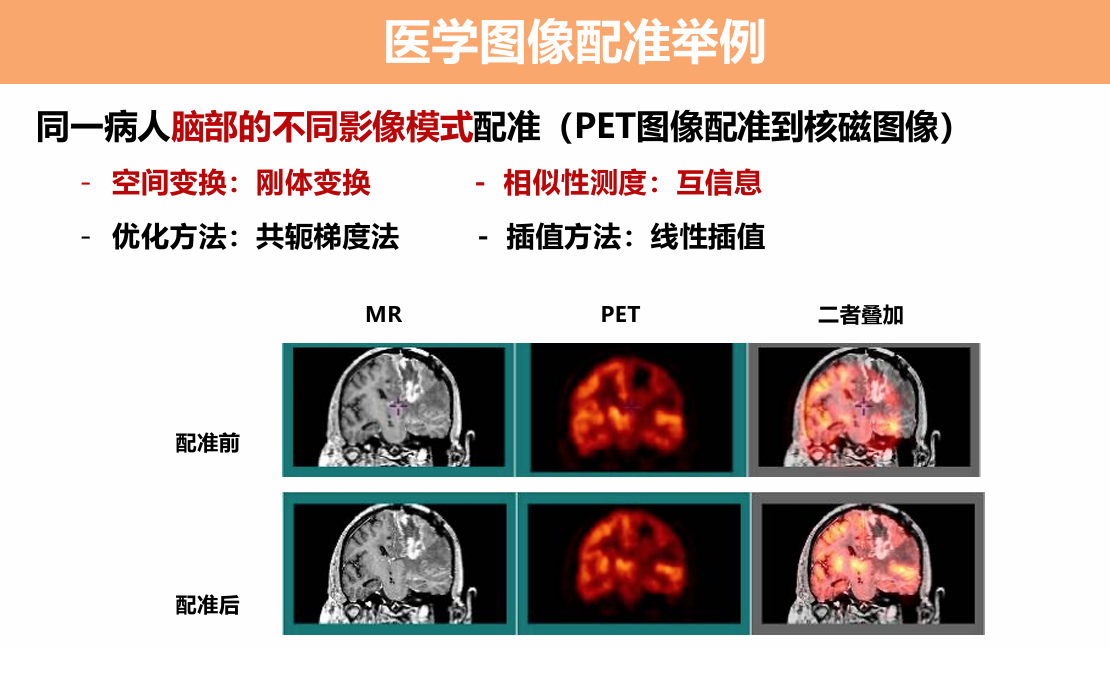 医学图像配准举例
同一病人脑部的不同影像模式配准（PET图像配准到核磁图像）
- 空间变换：刚体变换 - 相似性测度：互信息
- 优化方法：共轭梯度法 - 插值方法：线性插值
MR PET 二者叠加
配准前
配准后